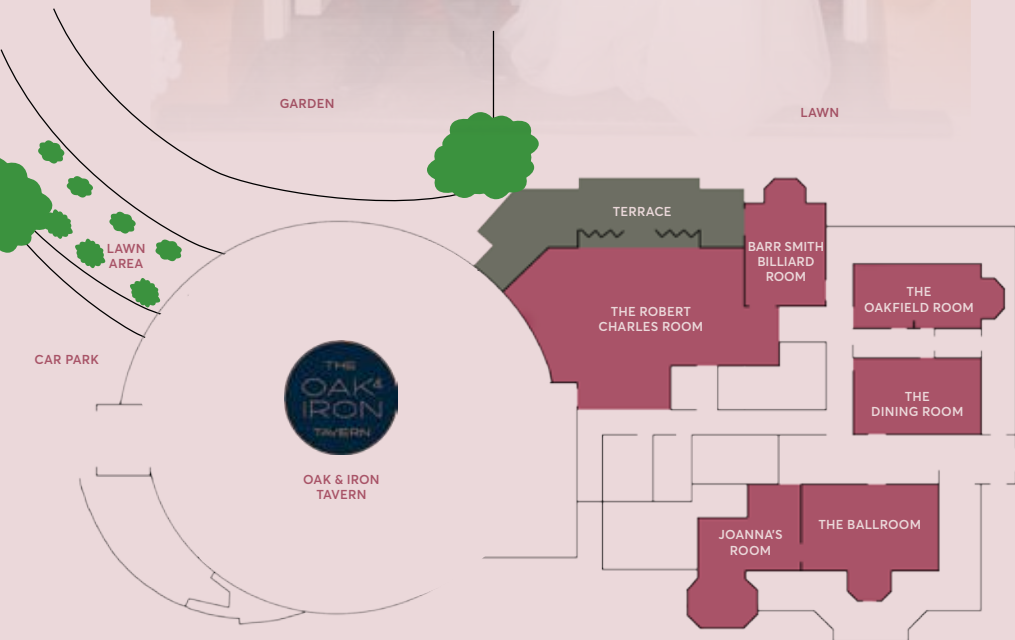 GARDEN
LAWN
TERRACE
BARR SMITH
BILLIARD
ROOM
LAWN
AREA
THE
OAKFIELD ROOM
THE ROBERT
CHARLES ROOM
CAR PARK
THE
OAK &
IRON
TAVERN
THE
DINING ROOM
OAK & IRON
TAVERN
JOANNA'S
ROOM
THE BALLROOM